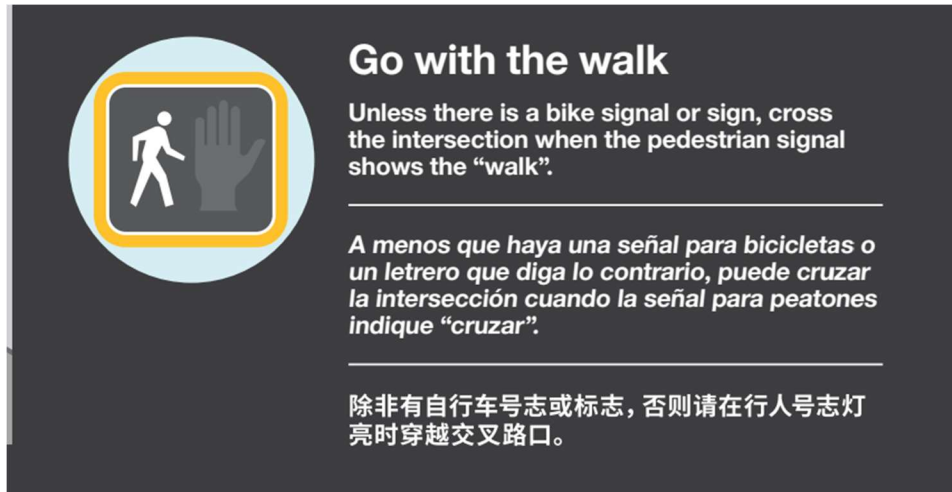 Go with the walk
Unless there is a bike signal or sign, cross
the intersection when the pedestrian signal
shows the “walk”.
A menos que haya una señal para bicicletas o
un letrero que diga lo contrario, puede cruzar
la intersección cuando la señal para peatones
indique “cruzar”.
除非有自行车号志或标志，否则请在行人号志灯
亮时穿越交叉路口。